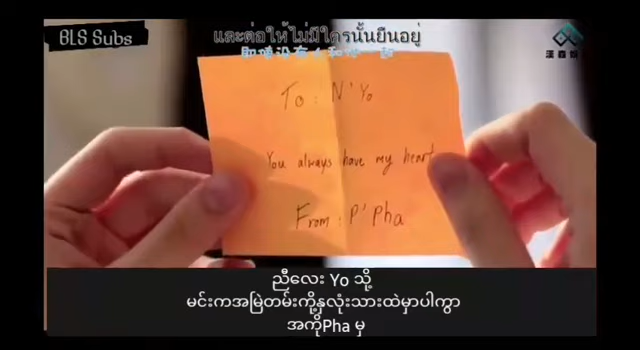 BLS Subs
และต่อให้ไม่มีใครนั้นยืนอยู่
To: N'Yo
You always have my heart
From: P'Pha
ညီလေး Yo သို့
မင်းကအမြဲတမ်းကိုနှလုံးသားထဲမှာပါကွာ
အကိုPha မှ